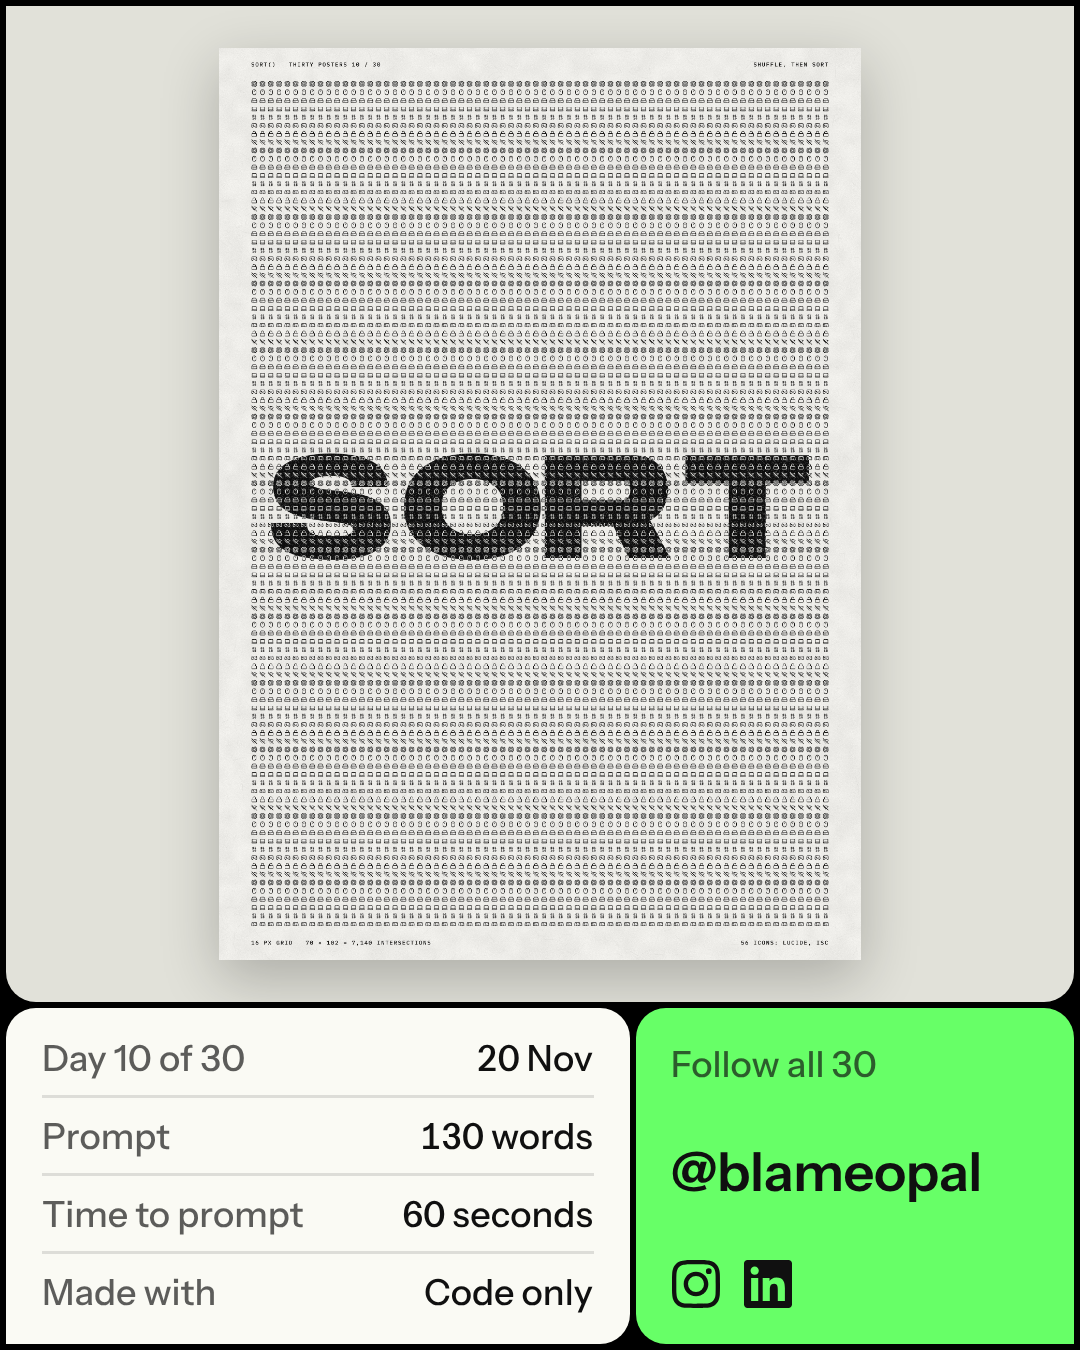 SORT() THIRTY POSTERS 10 / 30
SHUFFLE, THEN SORT
SORT
16 PX GRID 70 × 102 = 7,140 INTERSECTIONS
56 ICONS: LUCIDE, ISC
Day 10 of 30 20 Nov
Prompt 130 words
Time to prompt 60 seconds
Made with Code only
Follow all 30
@blameopal